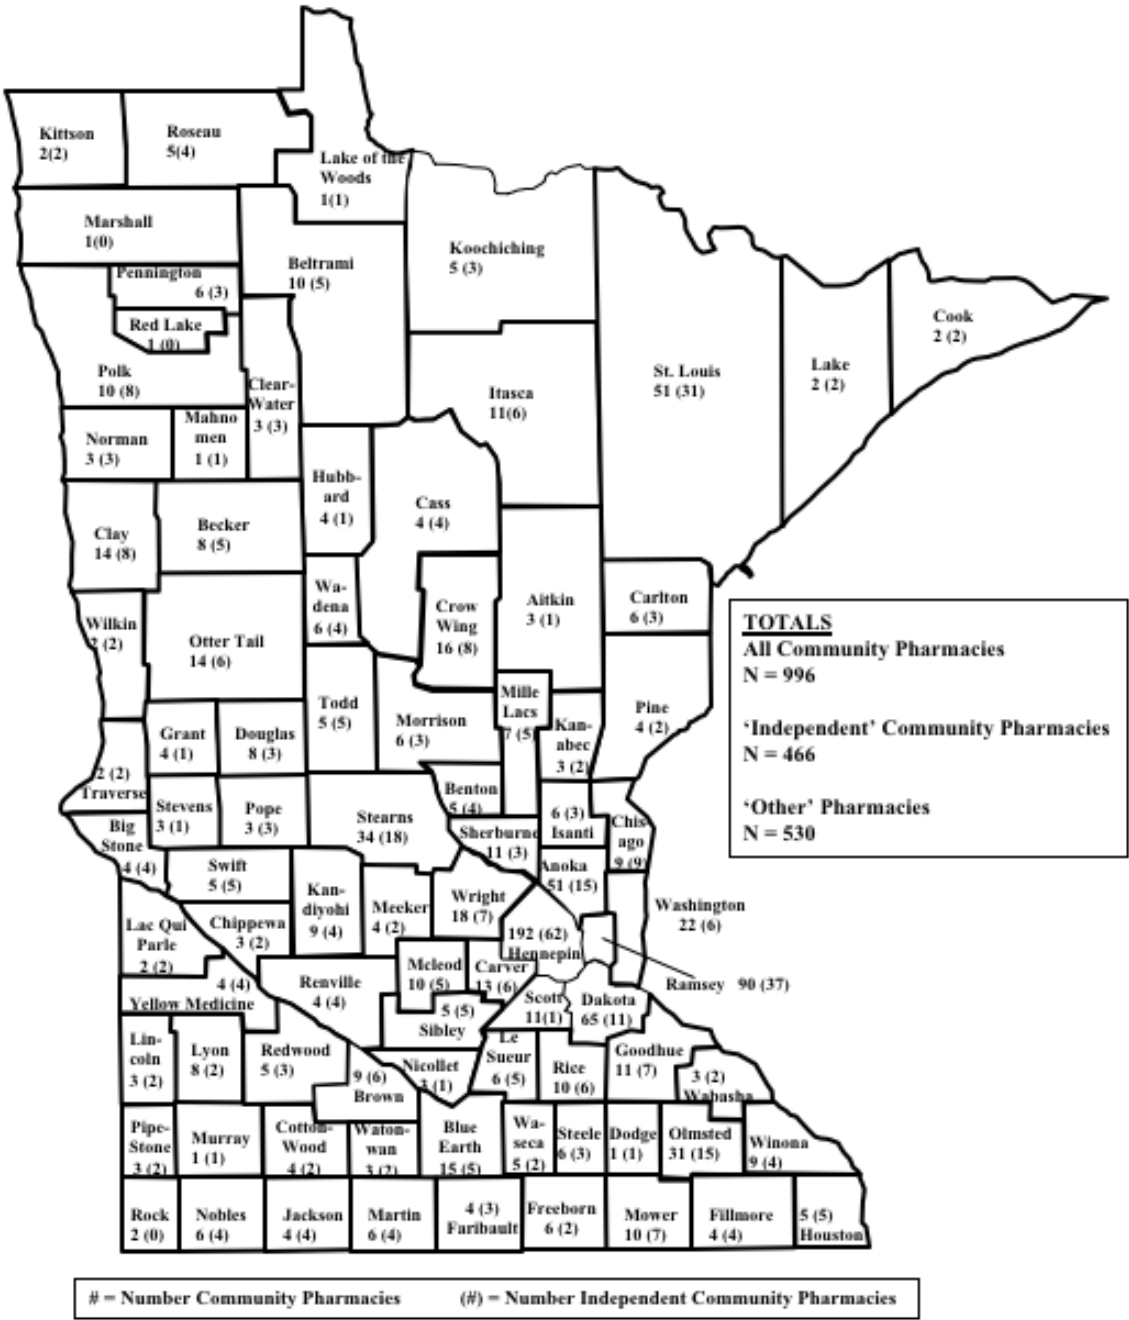 Kittson
2(2)
Roseau
5(4)
Lake of the
Woods
1(1)
Marshall
1(0)
Koochiching
5 (3)
Beltrami
10 (5)
Pennington
6 (3)
Red Lake
1 (0)
Polk
10 (8)
Clear-
Water
3 (3)
Itasca
11(6)
St. Louis
51 (31)
Lake
2 (2)
Cook
2 (2)
Norman
3 (3)
Mahno
men
1 (1)
Hubb-
ard
4 (1)
Cass
4 (4)
Clay
14 (8)
Becker
8 (5)
Wa-
dena
6 (4)
Crow
Wing
16 (8)
Aitkin
3 (1)
Carlton
6 (3)
Wilkin
2 (2)
Otter Tail
14 (6)
TOTALS
All Community Pharmacies
N = 996
‘Independent’ Community Pharmacies
N = 466
‘Other’ Pharmacies
N = 530
Grant
4 (1)
Douglas
8 (3)
Todd
5 (5)
Morrison
6 (3)
Mille
Lacs
7 (5)
Kan-
abec
3 (2)
Pine
4 (2)
2 (2)
Traverse
Stevens
3 (1)
Pope
3 (3)
Stearns
34 (18)
Benton
5 (4)
Sherburne
11 (3)
6 (3)
Isanti
Chis
ago
9 (9)
Big
Stone
4 (4)
Swift
5 (5)
Kan-
diyohi
9 (4)
Meeker
4 (2)
Wright
18 (7)
Anoka
51 (15)
Washington
22 (6)
Lac Qui
Parle
2 (2)
Chippewa
3 (2)
192 (62)
Hennepin
Ramsey 90 (37)
4 (4)
Yellow Medicine
Renville
4 (4)
Mcleod
10 (5)
Carver
13 (6)
5 (5)
Sibley
Scott
11(1)
Dakota
65 (11)
Lin-
coln
3 (2)
Lyon
8 (2)
Redwood
5 (3)
9 (6)
Brown
Nicollet
3 (1)
Le
Sueur
6 (5)
Rice
10 (6)
Goodhue
11 (7)
3 (2)
Wabasha
Pipe-
Stone
3 (2)
Murray
1 (1)
Cotton-
Wood
4 (2)
Waton-
wan
3 (2)
Blue
Earth
15 (5)
Wa-
seca
5 (2)
Steele
6 (3)
Dodge
1 (1)
Olmsted
31 (15)
Winona
9 (4)
Rock
2 (0)
Nobles
6 (4)
Jackson
4 (4)
Martin
6 (4)
4 (3)
Faribault
Freeborn
6 (2)
Mower
10 (7)
Fillmore
4 (4)
5 (5)
Houston
# = Number Community Pharmacies (#) = Number Independent Community Pharmacies